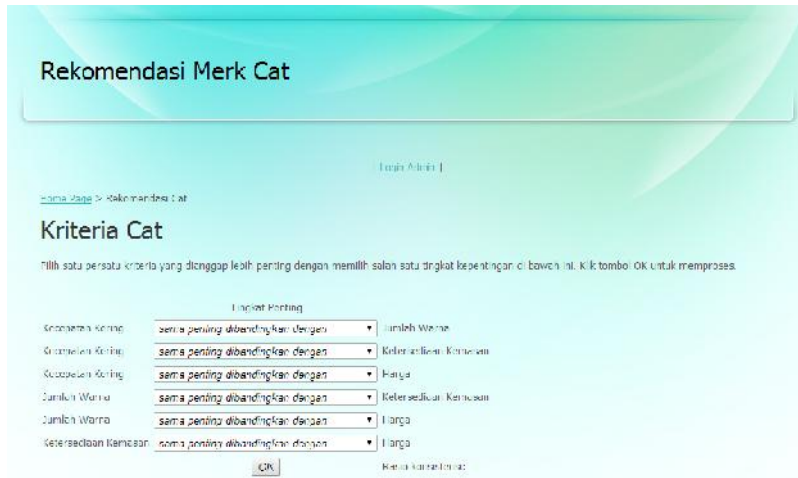 Rekomendasi Merk Cat
Login Admin |
Home Page > Rekomendasi Cat
Kriteria Cat
Pilih satu persatu kriteria yang dianggap lebih penting dengan memilih salah satu tingkat kepentingan di bawah ini. Klik tombol OK untuk memproses.
Tingkat Penting
Kecepatan Kering sama penting dibandingkan dengan Jumlah Warna
Kecepatan Kering sama penting dibandingkan dengan Ketersediaan Kemasan
Kecepatan Kering sama penting dibandingkan dengan Harga
Jumlah Warna sama penting dibandingkan dengan Ketersediaan Kemasan
Jumlah Warna sama penting dibandingkan dengan Harga
Ketersediaan Kemasan sama penting dibandingkan dengan Harga
OK Rasio konsistensi: